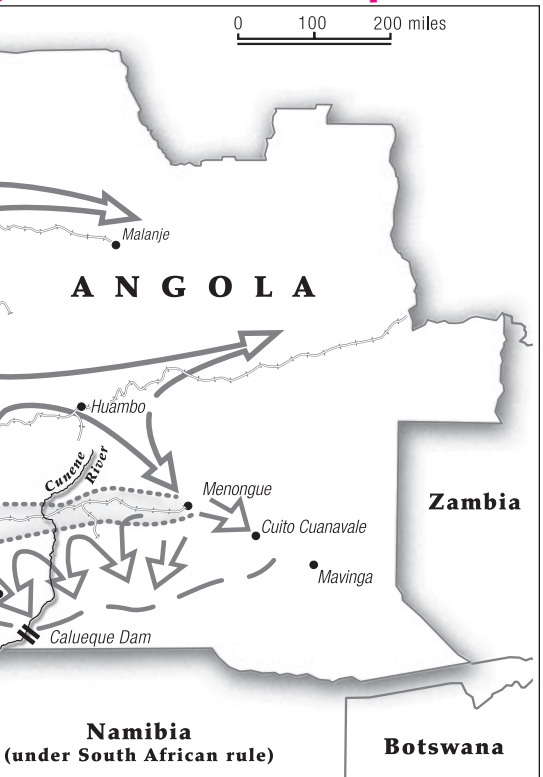 0 100 200 miles
Malanje
ANGOLA
Huambo
Cunene
River
Menongue
Zambia
Cuito Cuanavale
Mavinga
Calueque Dam
Namibia
(under South African rule)
Botswana